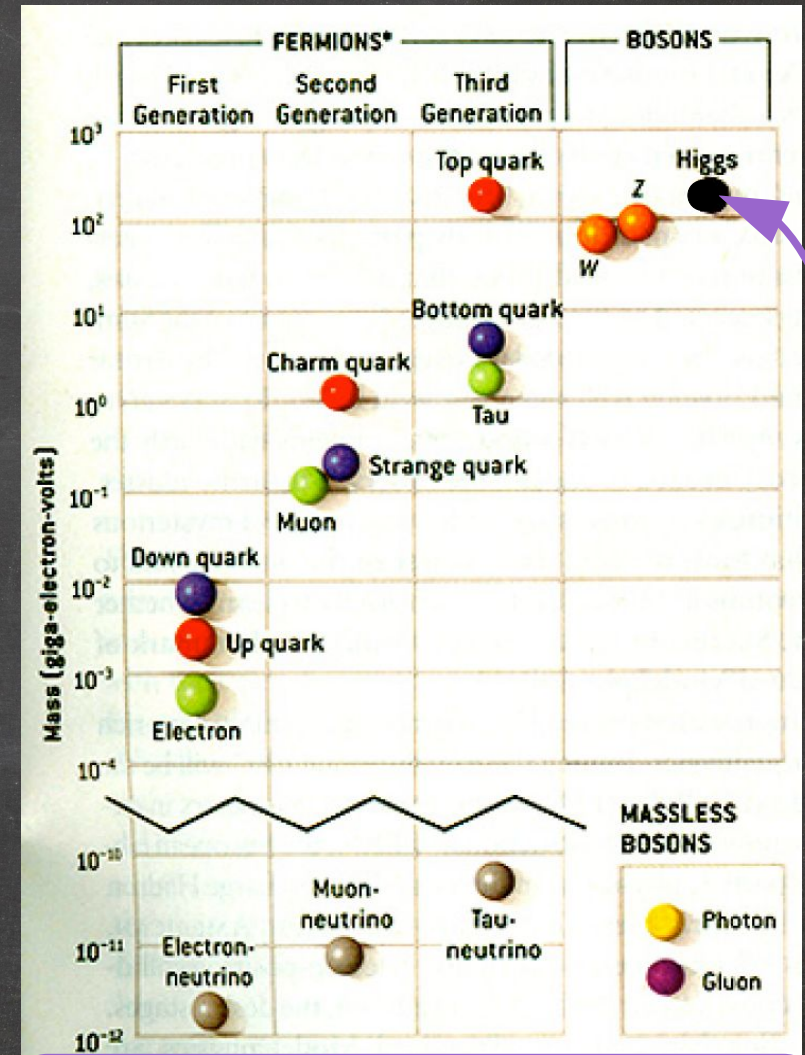 FERMIONS*
BOSONS
First Generation
Second Generation
Third Generation
Mass (giga-electron-volts)
10³
10²
10¹
10⁰
10⁻¹
10⁻²
10⁻³
10⁻⁴
10⁻¹⁰
10⁻¹¹
10⁻¹²
Top quark
Higgs
Z
W
Bottom quark
Charm quark
Tau
Strange quark
Muon
Down quark
Up quark
Electron
MASSLESS
BOSONS
Muon-
neutrino
Tau-
neutrino
Electron-
neutrino
Photon
Gluon